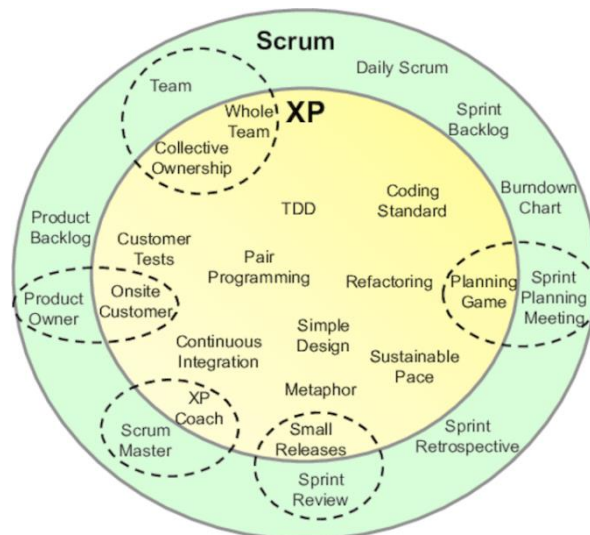 Scrum
Daily Scrum
Team
XP
Whole
Team
Sprint
Backlog
Collective
Ownership
Coding
Standard
Burndown
Chart
TDD
Product
Backlog
Customer
Tests
Pair
Programming
Refactoring
Planning
Game
Sprint
Planning
Meeting
Product
Owner
Onsite
Customer
Simple
Design
Continuous
Integration
Sustainable
Pace
Metaphor
XP
Coach
Scrum
Master
Small
Releases
Sprint
Retrospective
Sprint
Review